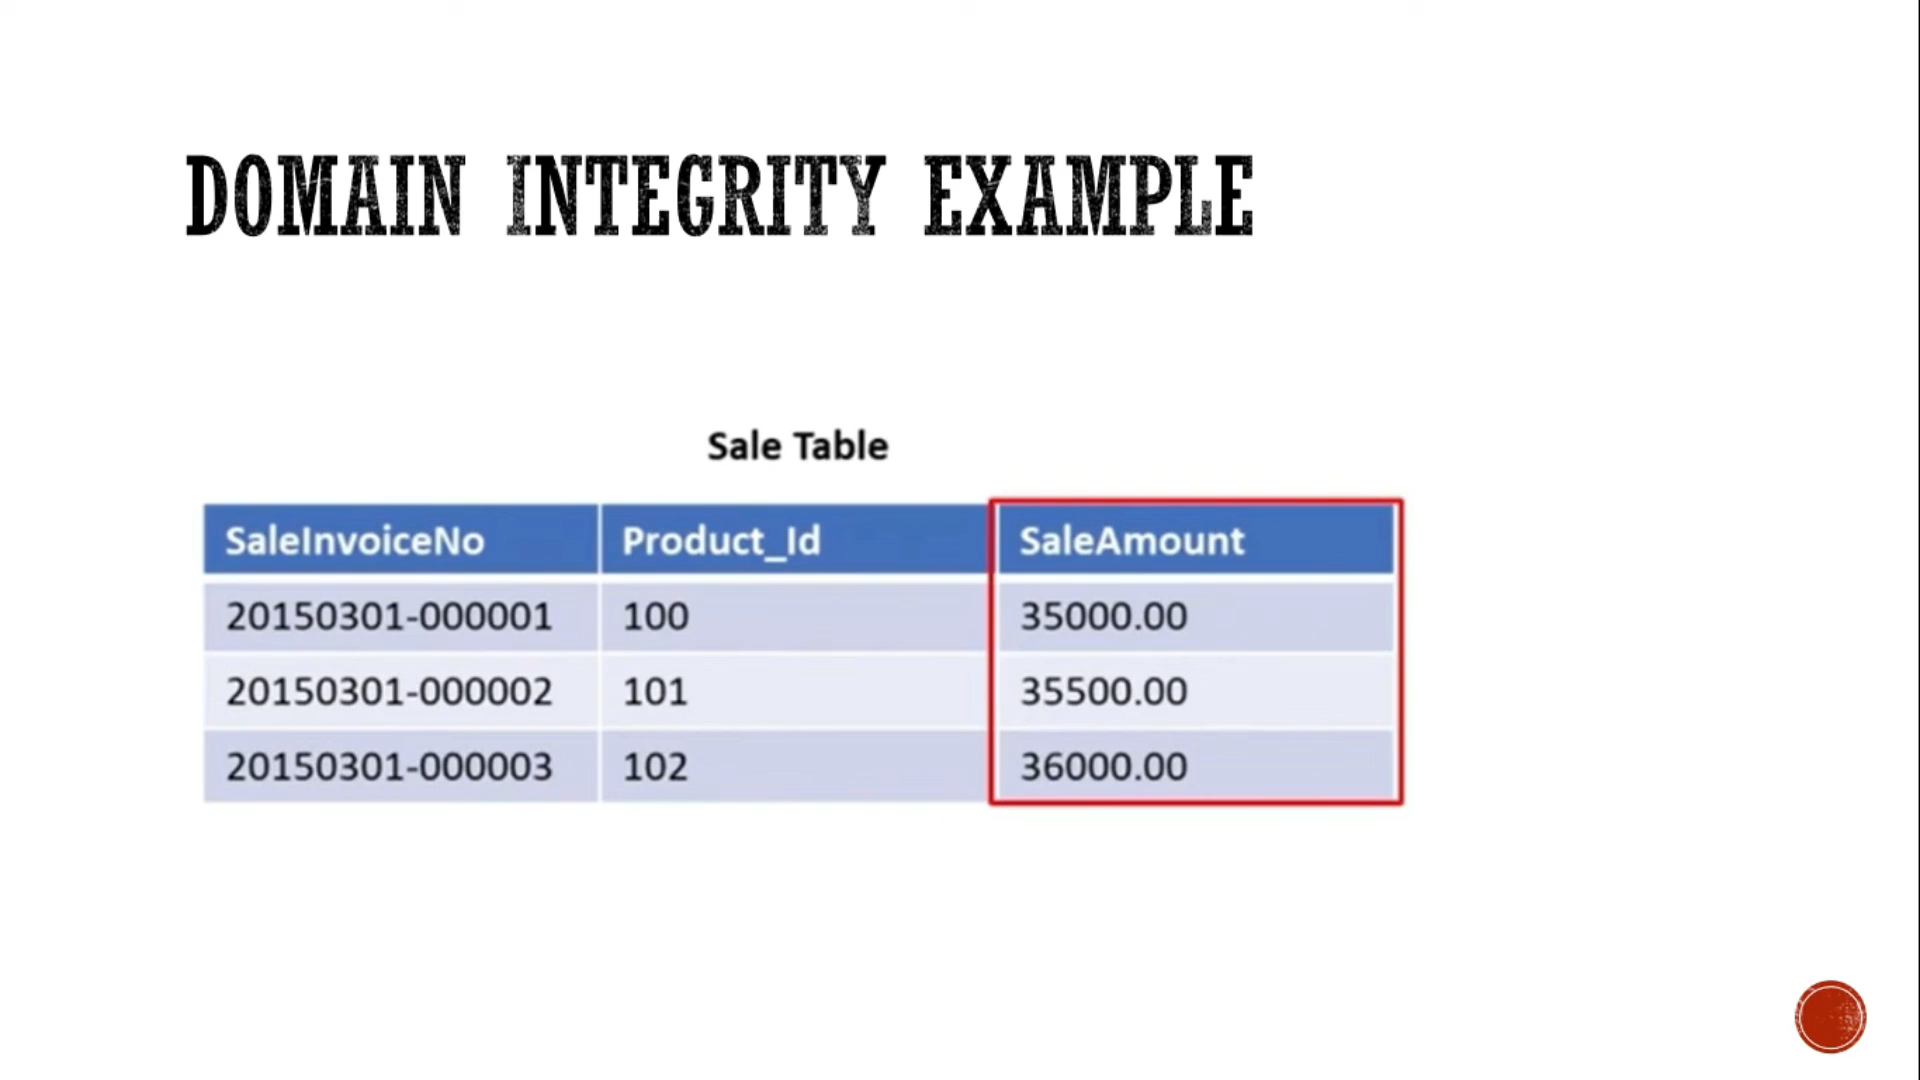 DOMAIN INTEGRITY EXAMPLE
Sale Table
SaleInvoiceNo Product_Id SaleAmount
20150301-000001 100 35000.00
20150301-000002 101 35500.00
20150301-000003 102 36000.00